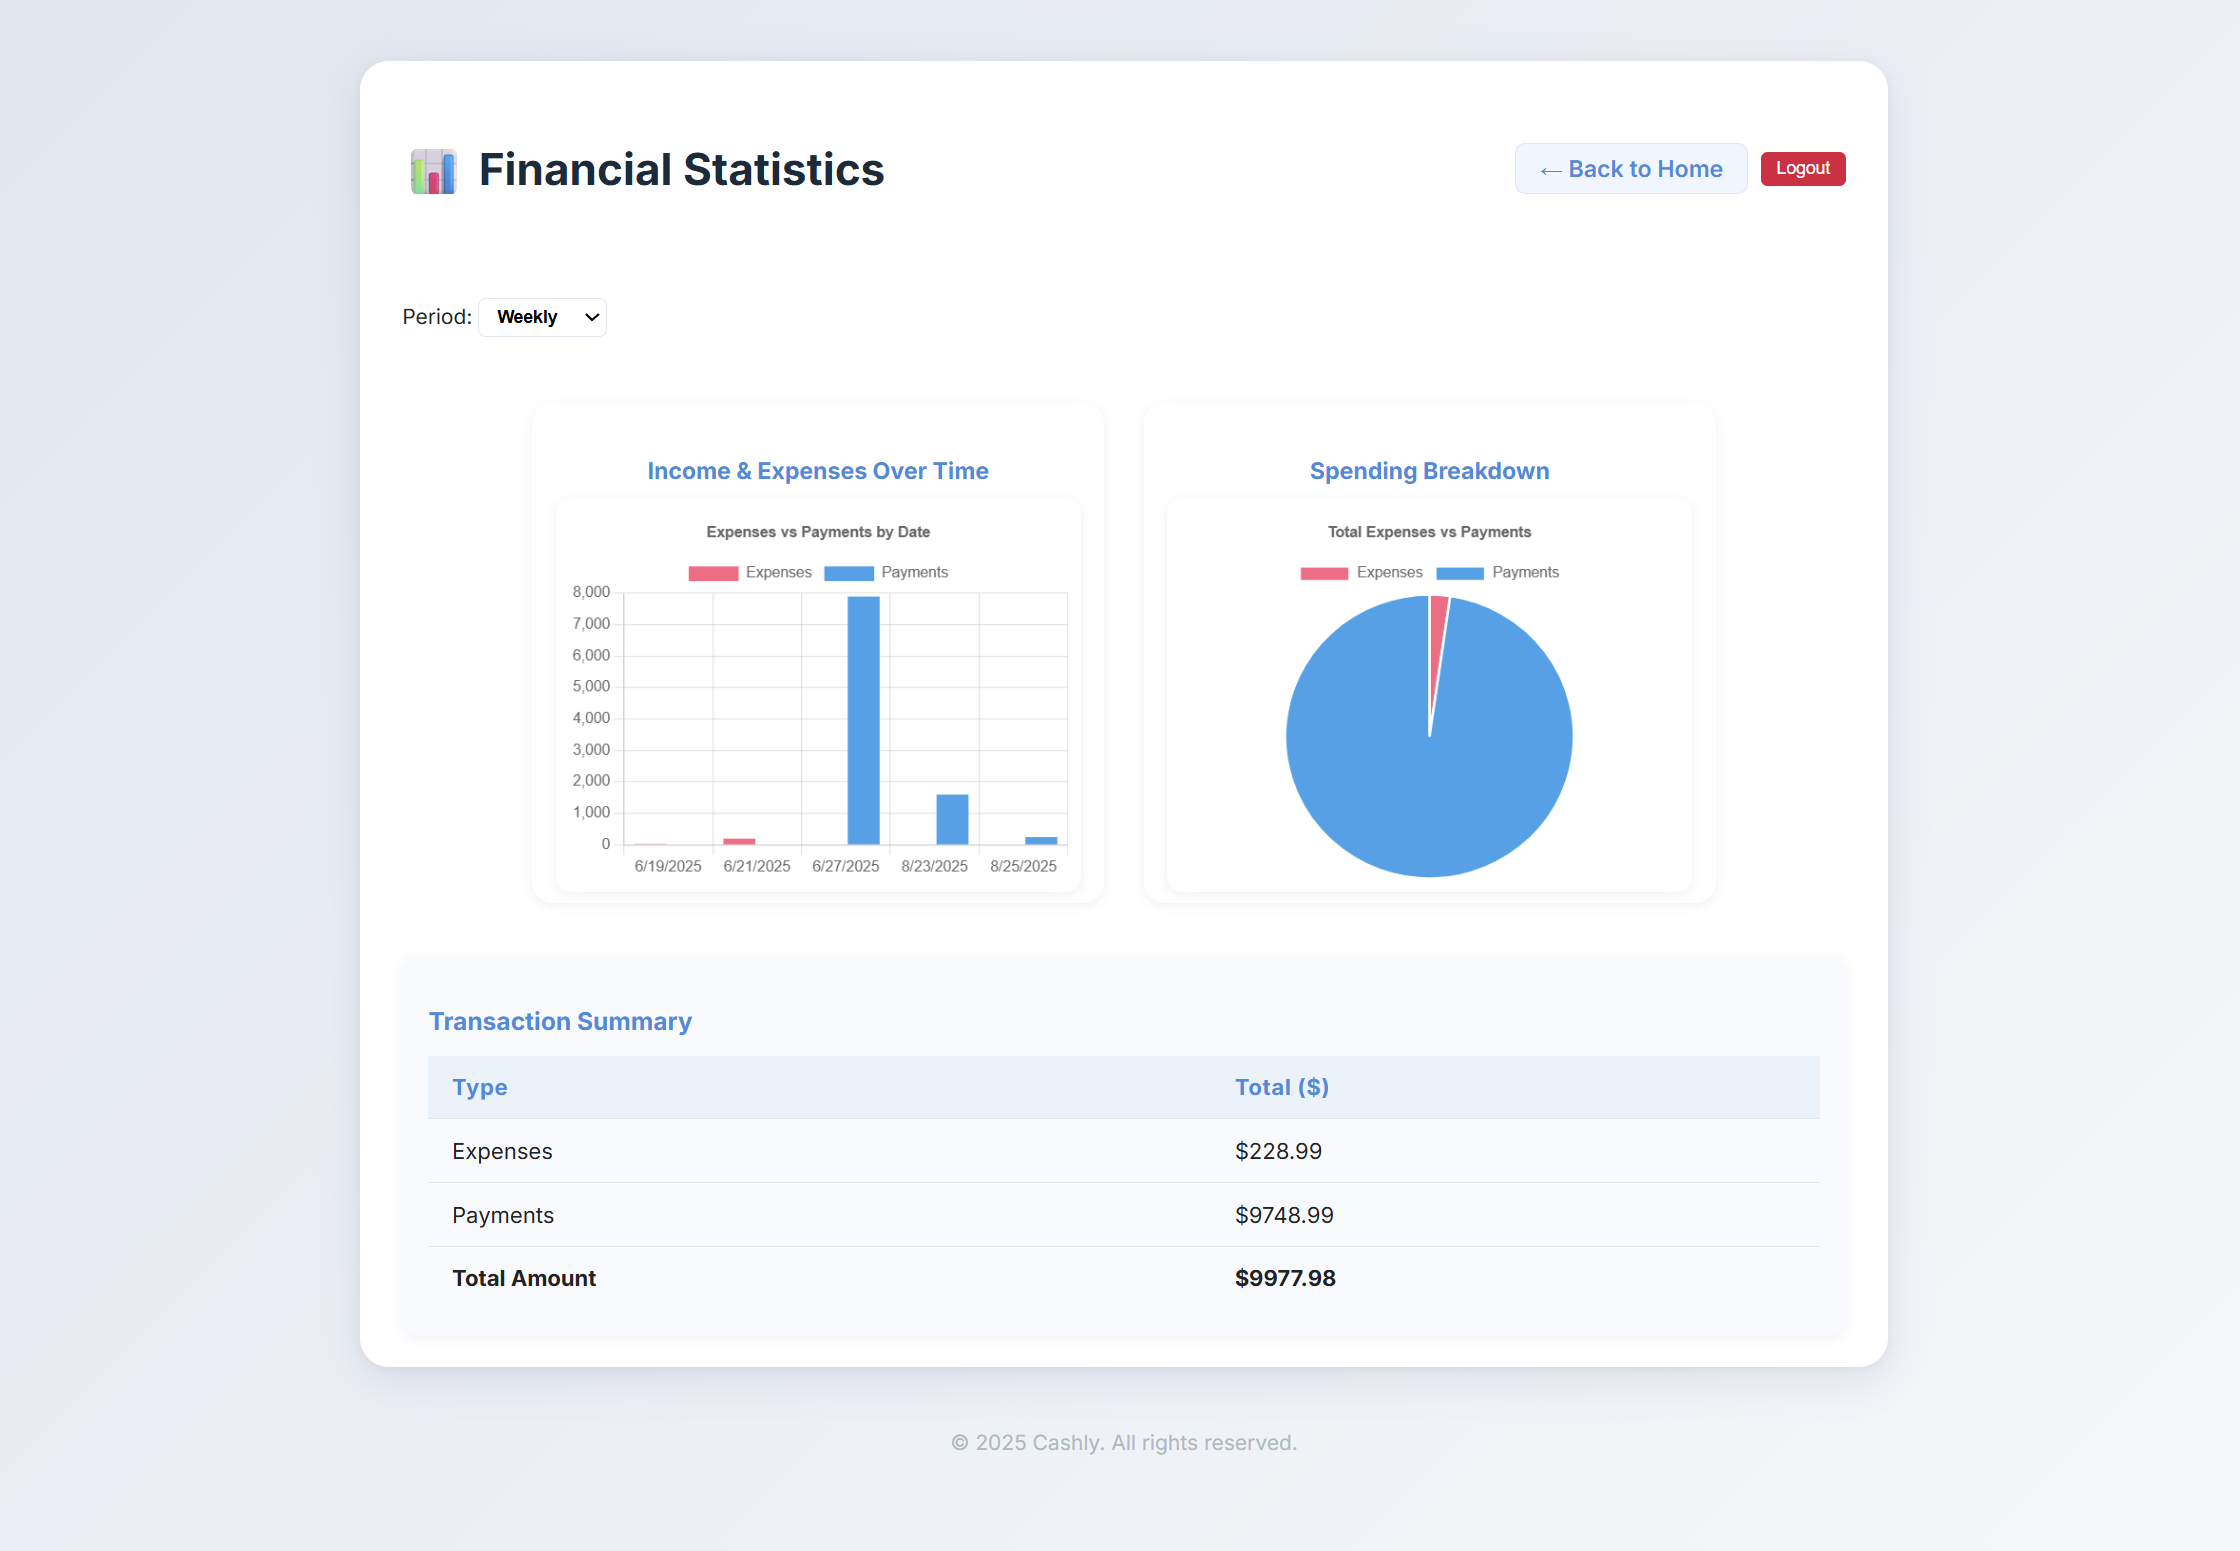 Financial Statistics
← Back to Home
Logout
Period: Weekly
Income & Expenses Over Time
Expenses vs Payments by Date
Expenses Payments
8,000
7,000
6,000
5,000
4,000
3,000
2,000
1,000
0
6/19/2025 6/21/2025 6/27/2025 8/23/2025 8/25/2025
Spending Breakdown
Total Expenses vs Payments
Expenses Payments
Transaction Summary
Type Total ($)
Expenses $228.99
Payments $9748.99
Total Amount $9977.98
© 2025 Cashly. All rights reserved.